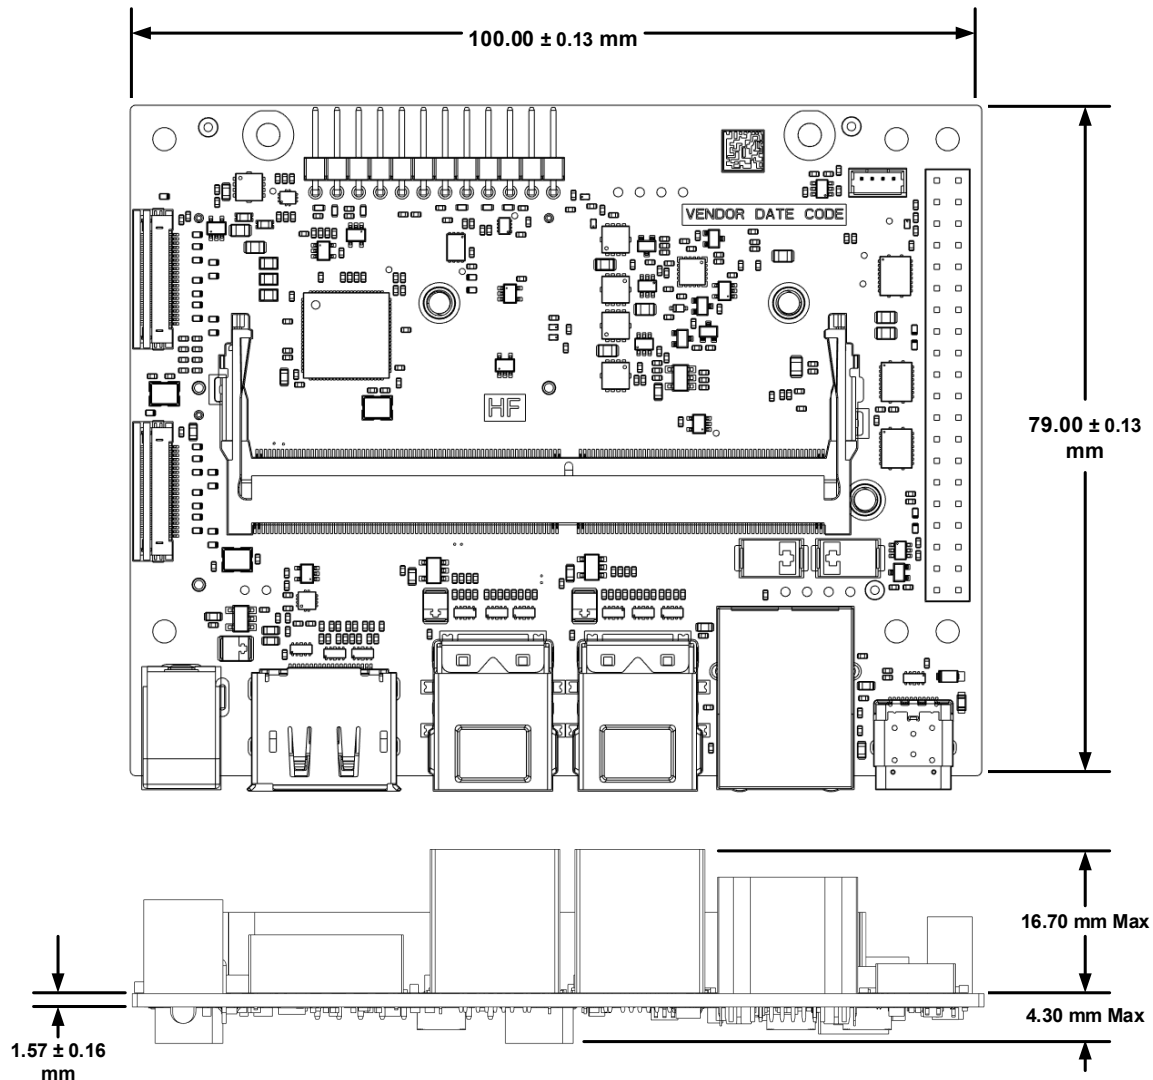 100.00 ± 0.13 mm
VENDOR DATE CODE
HF
79.00 ± 0.13
mm
16.70 mm Max
4.30 mm Max
1.57 ± 0.16
mm